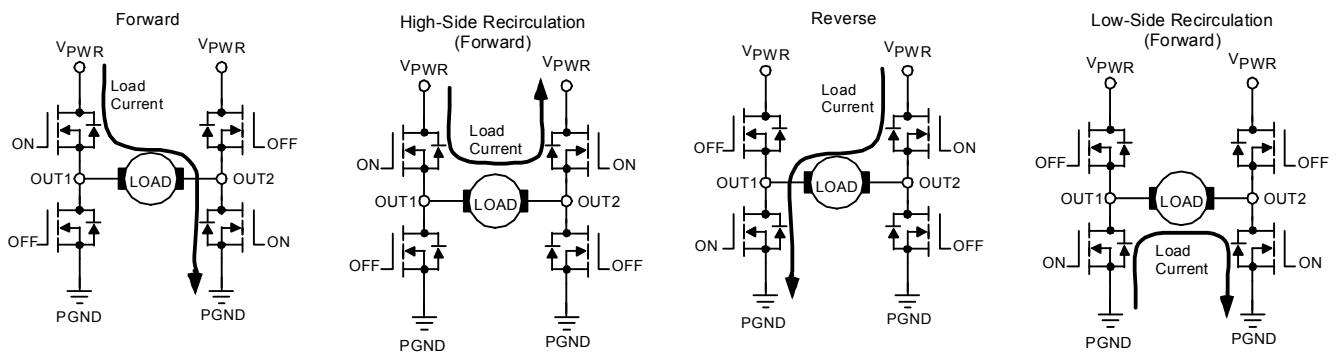 Forward
VPWR
VPWR
Load
Current
ON
OFF
OUT1
LOAD
OUT2
OFF
ON
PGND
PGND
High-Side Recirculation
(Forward)
VPWR
VPWR
Load
Current
ON
ON
OUT1
LOAD
OUT2
OFF
OFF
PGND
PGND
Reverse
VPWR
VPWR
Load
Current
OFF
ON
OUT1
LOAD
OUT2
ON
OFF
PGND
PGND
Low-Side Recirculation
(Forward)
VPWR
VPWR
OFF
OFF
OUT1
LOAD
OUT2
ON
Load
Current
ON
PGND
PGND